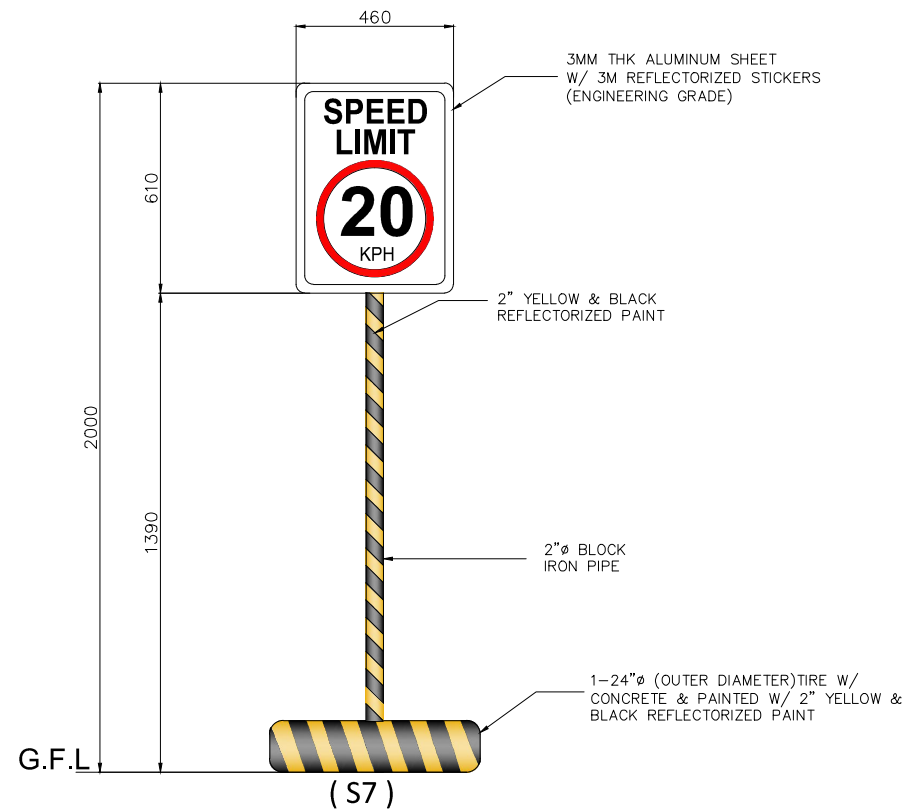 460
3MM THK ALUMINUM SHEET
W/ 3M REFLECTORIZED STICKERS
(ENGINEERING GRADE)
SPEED
LIMIT
20
KPH
610
2" YELLOW & BLACK
REFLECTORIZED PAINT
2000
1390
2"ø BLOCK
IRON PIPE
1-24"ø (OUTER DIAMETER)TIRE W/
CONCRETE & PAINTED W/ 2" YELLOW &
BLACK REFLECTORIZED PAINT
G.F.L
( S7 )